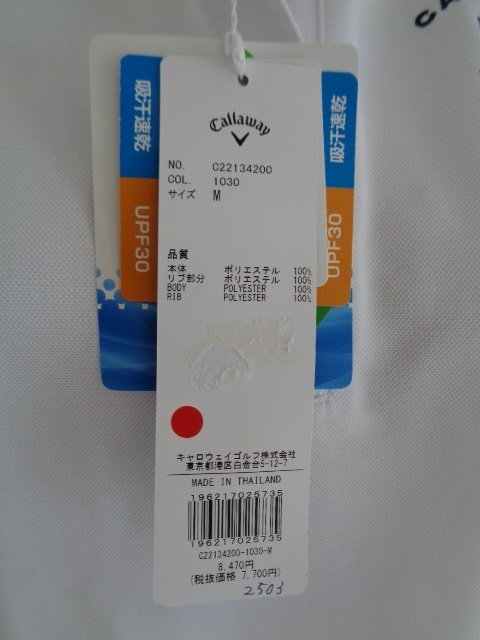 CA
吸汗速乾
UPF30
吸汗速乾
UPF30
Callaway
NO. C22134200
COL. 1030
サイズ M
品質
本体 ポリエステル 100%
リブ部分 ポリエステル 100%
BODY POLYESTER 100%
RIB POLYESTER 100%
キャロウェイゴルフ株式会社
東京都港区白金台5-12-7
MADE IN THAILAND
196217025735
196217025735
C22134200-1030-M
8,470円
(税抜価格 7,700円)
2503